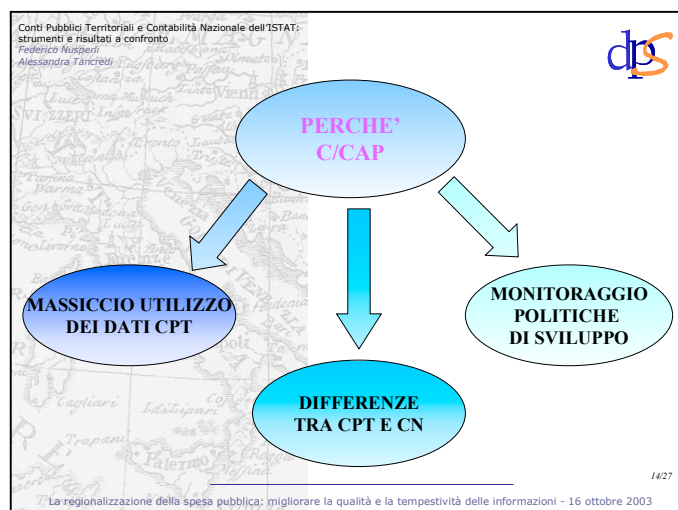 Conti Pubblici Territoriali e Contabilità Nazionale dell'ISTAT:
strumenti e risultati a confronto
Federico Nusperli
Alessandra Tancredi
dps
PERCHE'
C/CAP
MASSICCIO UTILIZZO
DEI DATI CPT
MONITORAGGIO
POLITICHE
DI SVILUPPO
DIFFERENZE
TRA CPT E CN
14/27
La regionalizzazione della spesa pubblica: migliorare la qualità e la tempestività delle informazioni - 16 ottobre 2003